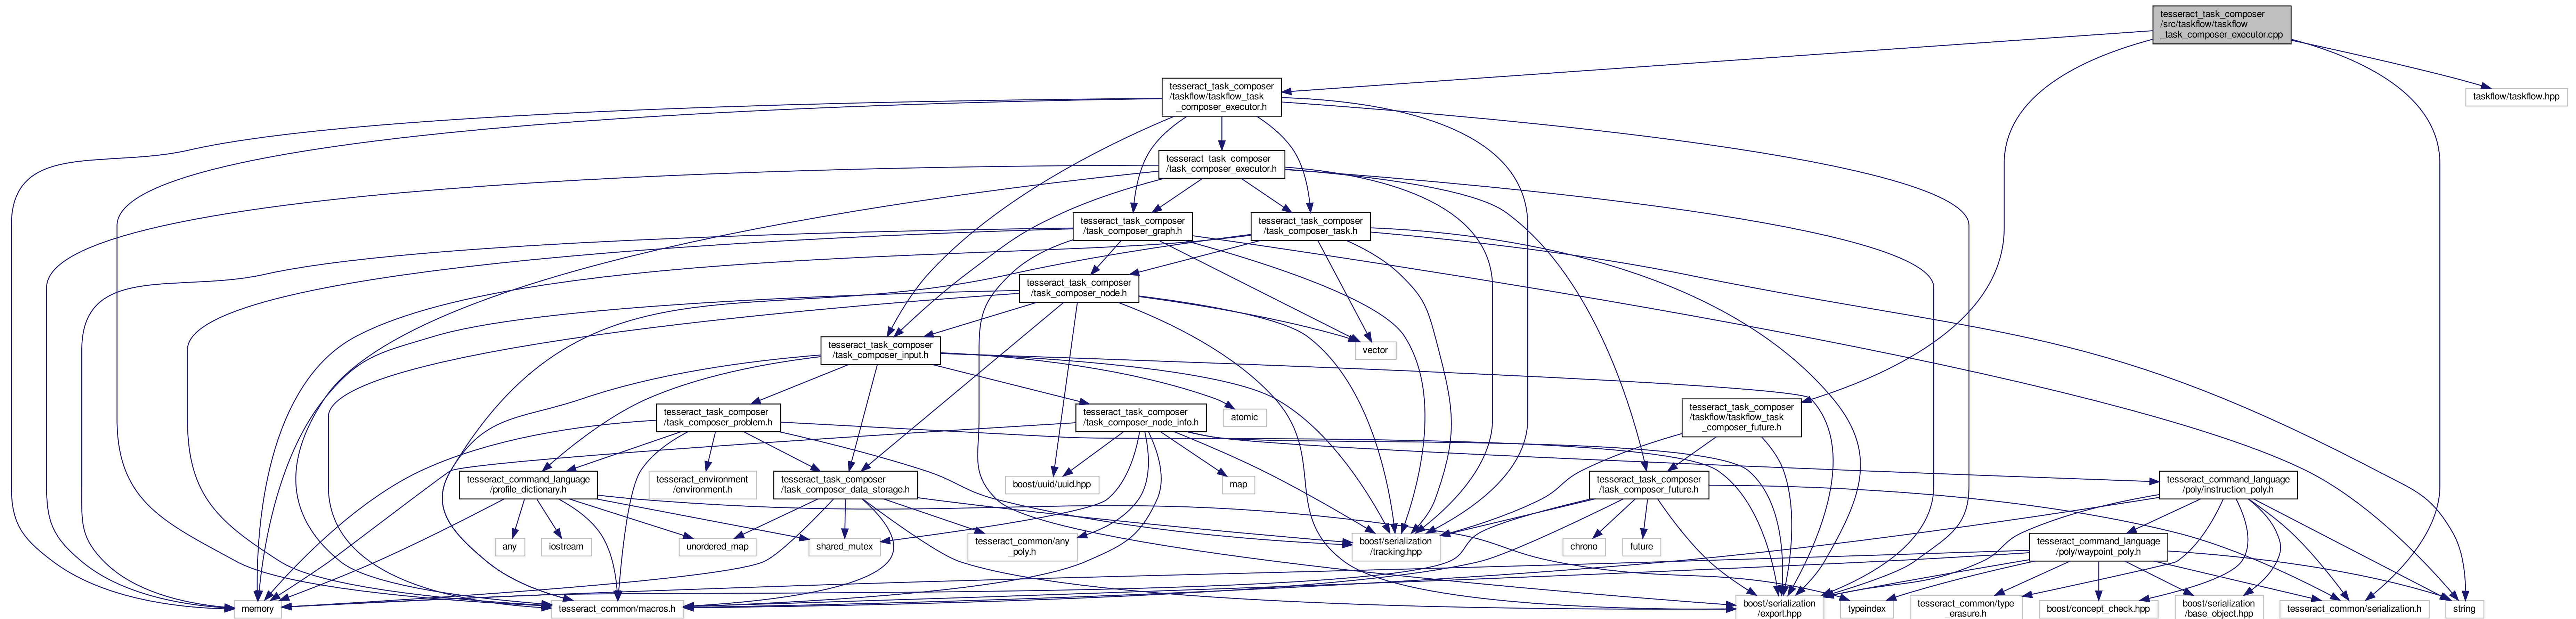 tesseract_task_composer
/src/taskflow/taskflow
_task_composer_executor.cpp
tesseract_task_composer
/taskflow/taskflow_task
_composer_executor.h
taskflow/taskflow.hpp
tesseract_task_composer
/task_composer_executor.h
tesseract_task_composer
/task_composer_graph.h
tesseract_task_composer
/task_composer_task.h
tesseract_task_composer
/task_composer_node.h
tesseract_task_composer
/task_composer_input.h
vector
tesseract_task_composer
/task_composer_problem.h
tesseract_task_composer
/task_composer_node_info.h
atomic
tesseract_task_composer
/taskflow/taskflow_task
_composer_future.h
tesseract_command_language
/profile_dictionary.h
tesseract_environment
/environment.h
tesseract_task_composer
/task_composer_data_storage.h
boost/uuid/uuid.hpp
map
tesseract_task_composer
/task_composer_future.h
tesseract_command_language
/poly/instruction_poly.h
any
iostream
unordered_map
shared_mutex
tesseract_common/any
_poly.h
boost/serialization
/tracking.hpp
chrono
future
tesseract_command_language
/poly/waypoint_poly.h
memory
tesseract_common/macros.h
boost/serialization
/export.hpp
typeindex
tesseract_common/type
_erasure.h
boost/concept_check.hpp
boost/serialization
/base_object.hpp
tesseract_common/serialization.h
string